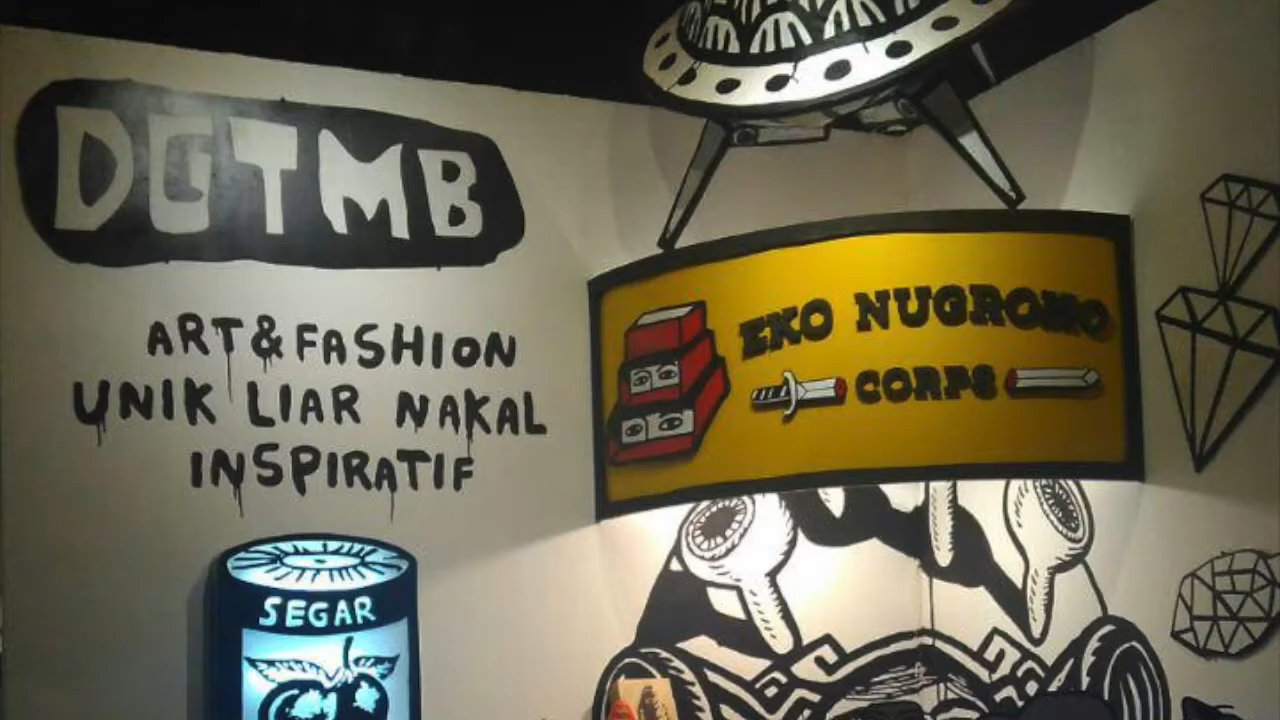 DGTMB
ART&FASHION
UNIK LIAR NAKAL
INSPIRATIF
SEGAR
EKO NUGROHO
CORPS